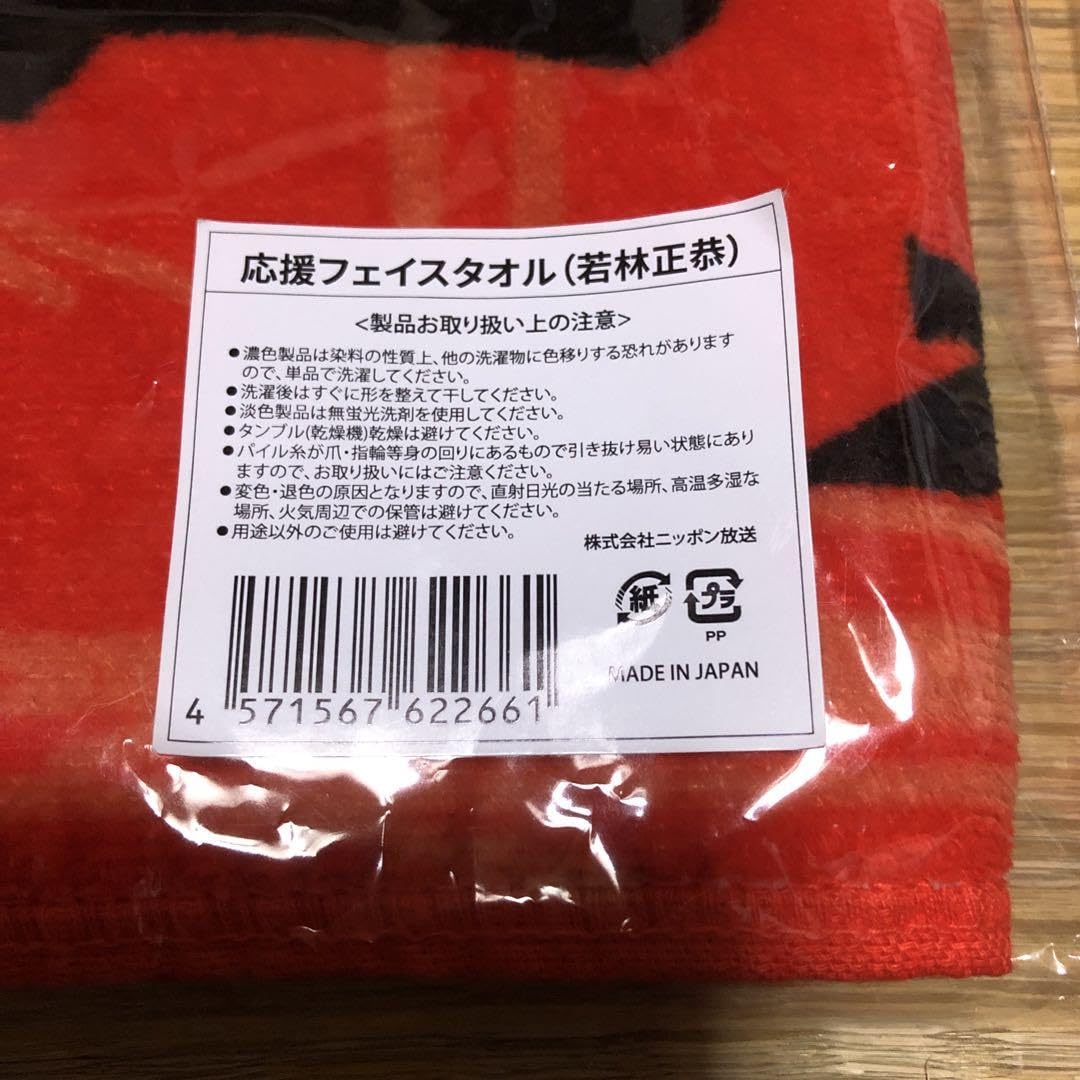 応援フェイスタオル(若林正恭)
<製品お取り扱い上の注意>
●濃色製品は染料の性質上、他の洗濯物に色移りする恐れがあります
ので、単品で洗濯してください。
●洗濯後はすぐに形を整えて干してください。
●淡色製品は無蛍光洗剤を使用してください。
●タンブル(乾燥機)乾燥は避けてください。
●パイル糸が爪・指輪等身の回りにあるもので引き抜け易い状態にあり
ますので、お取り扱いにはご注意ください。
●変色・退色の原因となりますので、直射日光の当たる場所、高温多湿な
場所、火気周辺での保管は避けてください。
●用途以外のご使用は避けてください。
株式会社ニッポン放送
紙 プラ
PP
MADE IN JAPAN
4 571567 622661